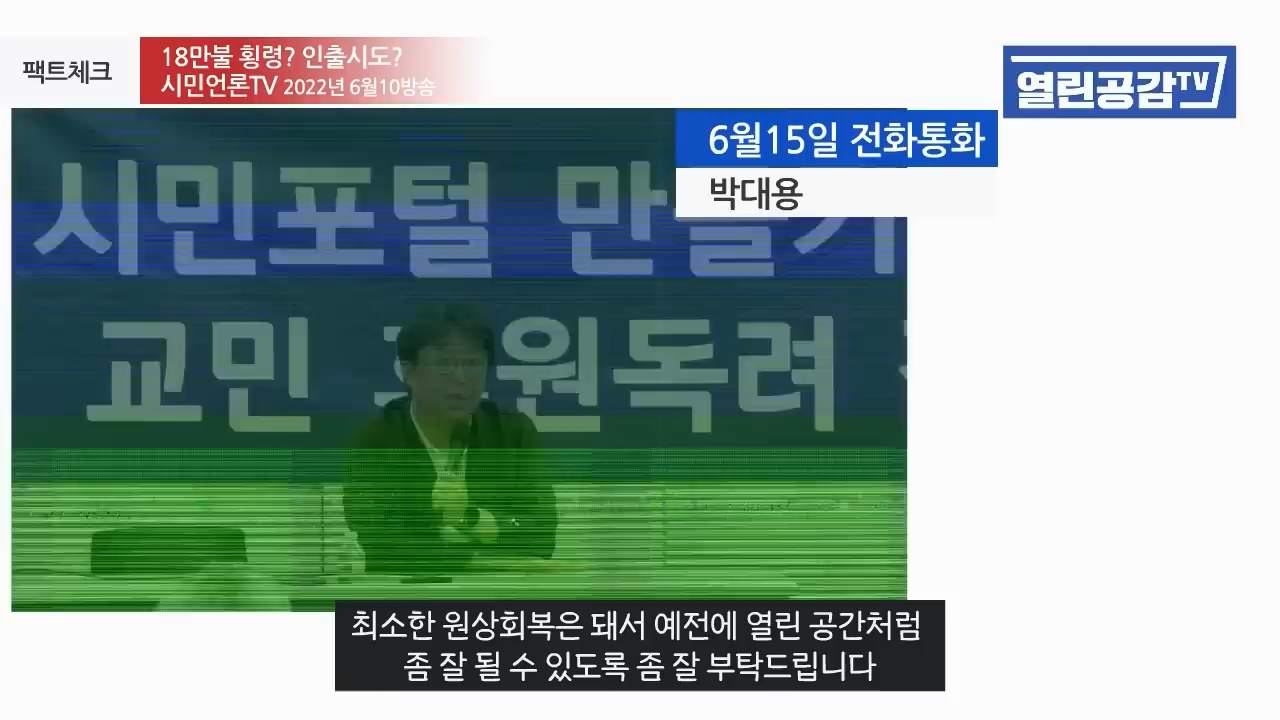 팩트체크
18만불 횡령? 인출시도?
시민언론TV 2022년 6월10방송
열린공감TV
6월15일 전화통화
박대용
시민포털 만들기
교민 원독려
최소한 원상회복은 돼서 예전에 열린 공간처럼
좀 잘 될 수 있도록 좀 잘 부탁드립니다